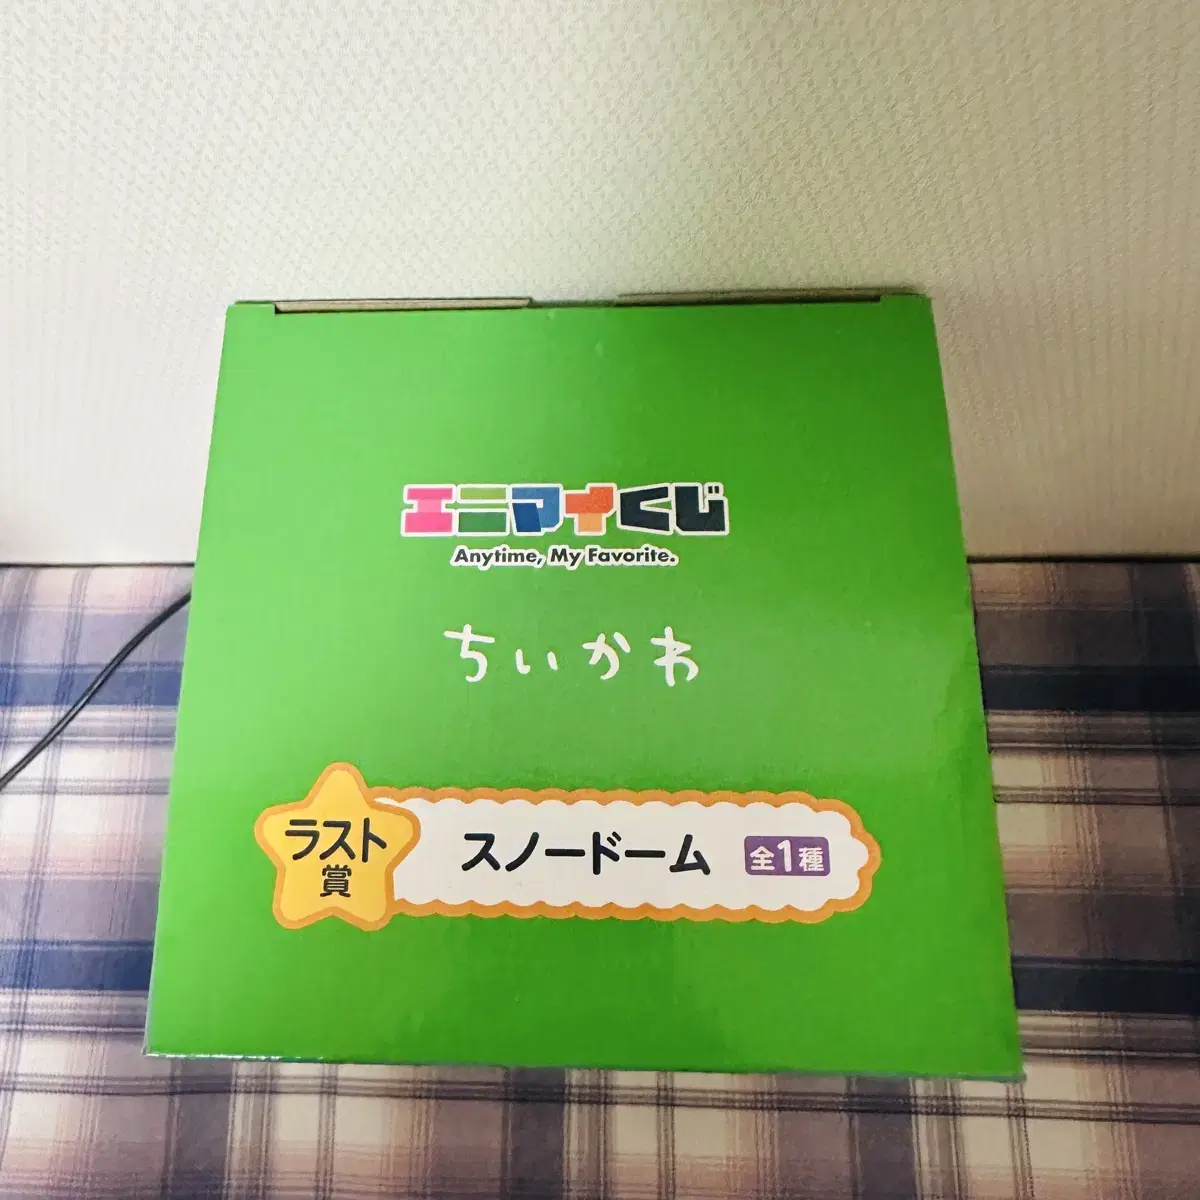 エニマイくじ
Anytime, My Favorite.
ちいかわ
ラスト賞
スノードーム 全1種